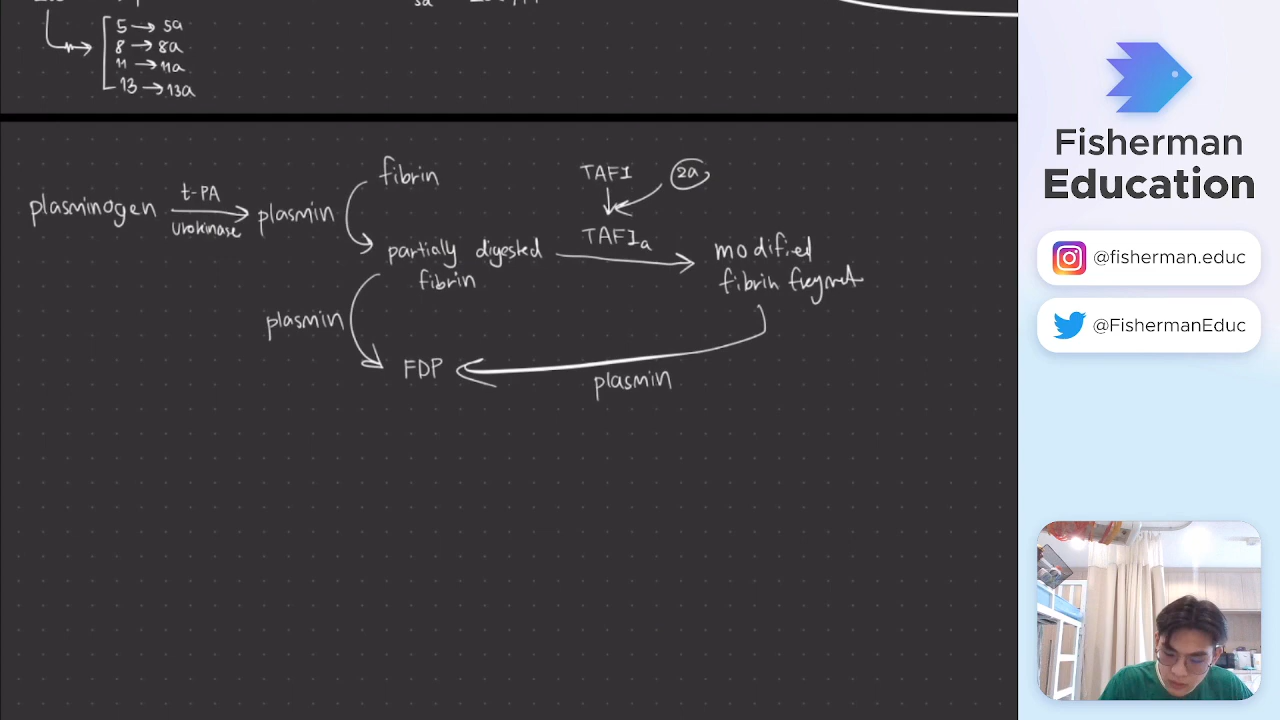 5 → 5a
8 → 8a
11 → 11a
13 → 13a
fibrin
TAFI
2a
t-PA
plasminogen
plasmin
urokinase
TAFIa
partially digested
fibrin
modified
fibrin
plasmin
FDP
plasmin
Fisherman
Education
@fisherman.educ
@FishermanEduc